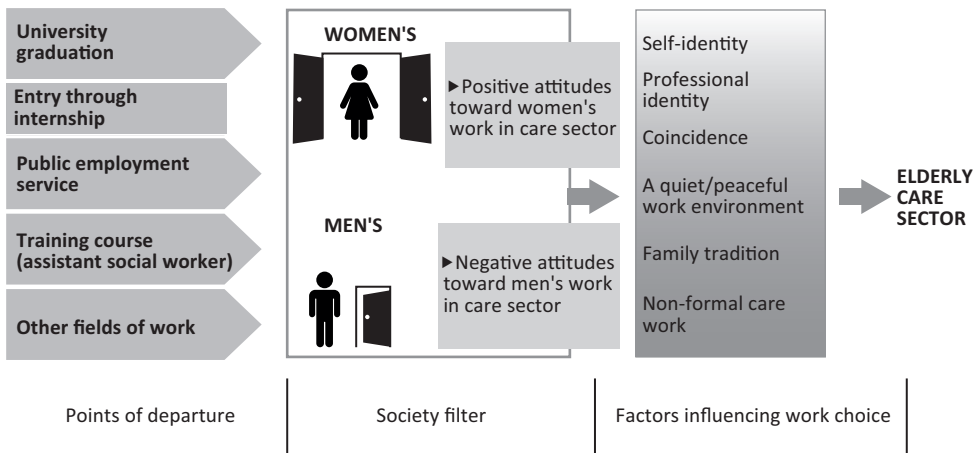 University
graduation
Entry through
internship
Public employment
service
Training course
(assistant social worker)
Other fields of work
WOMEN'S
▶Positive attitudes
toward women's
work in care sector
MEN'S
▶Negative attitudes
toward men's work
in care sector
Self-identity
Professional
identity
Coincidence
A quiet/peaceful
work environment
Family tradition
Non-formal care
work
ELDERLY
CARE
SECTOR
Points of departure
Society filter
Factors influencing work choice